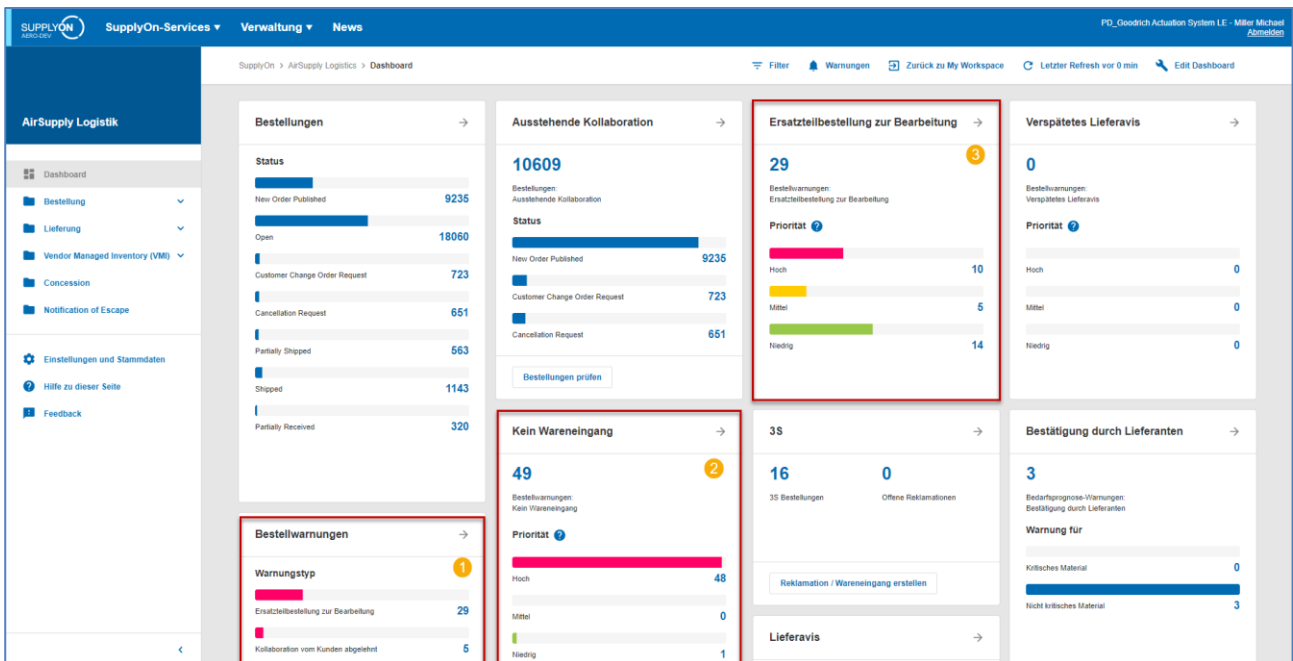 SUPPLYON
AERO-DEV
SupplyOn-Services ▾
Verwaltung ▾
News
PD_Goodrich Actuation System LE - Miller Michael
Abmelden
SupplyOn > AirSupply Logistics > Dashboard
Filter
Warnungen
Zurück zu My Workspace
Letzter Refresh vor 0 min
Edit Dashboard
AirSupply Logistik
Dashboard
Bestellung
Lieferung
Vendor Managed Inventory (VMI)
Concession
Notification of Escape
Einstellungen und Stammdaten
Hilfe zu dieser Seite
Feedback
Bestellungen →
Status
New Order Published 9235
Open 18060
Customer Change Order Request 723
Cancellation Request 651
Partially Shipped 563
Shipped 1143
Partially Received 320
Bestellwarnungen →
1
Warnungstyp
Ersatzteilbestellung zur Bearbeitung 29
Kollaboration vom Kunden abgelehnt 5
Ausstehende Kollaboration →
10609
Bestellungen:
Ausstehende Kollaboration
Status
New Order Published 9235
Customer Change Order Request 723
Cancellation Request 651
Bestellungen prüfen
Kein Wareneingang →
49
2
Bestellwarnungen:
Kein Wareneingang
Priorität ?
Hoch 48
Mittel 0
Niedrig 1
Ersatzteilbestellung zur Bearbeitung →
29
3
Bestellwarnungen:
Ersatzteilbestellung zur Bearbeitung
Priorität ?
Hoch 10
Mittel 5
Niedrig 14
3S →
16 0
3S Bestellungen Offene Reklamationen
Reklamation / Wareneingang erstellen
Lieferavis →
Verspätetes Lieferavis →
0
Bestellwarnungen:
Verspätetes Lieferavis
Priorität ?
Hoch 0
Mittel 0
Niedrig 0
Bestätigung durch Lieferanten →
3
Bedarfsprognose-Warnungen:
Bestätigung durch Lieferanten
Warnung für
Kritisches Material 0
Nicht kritisches Material 3